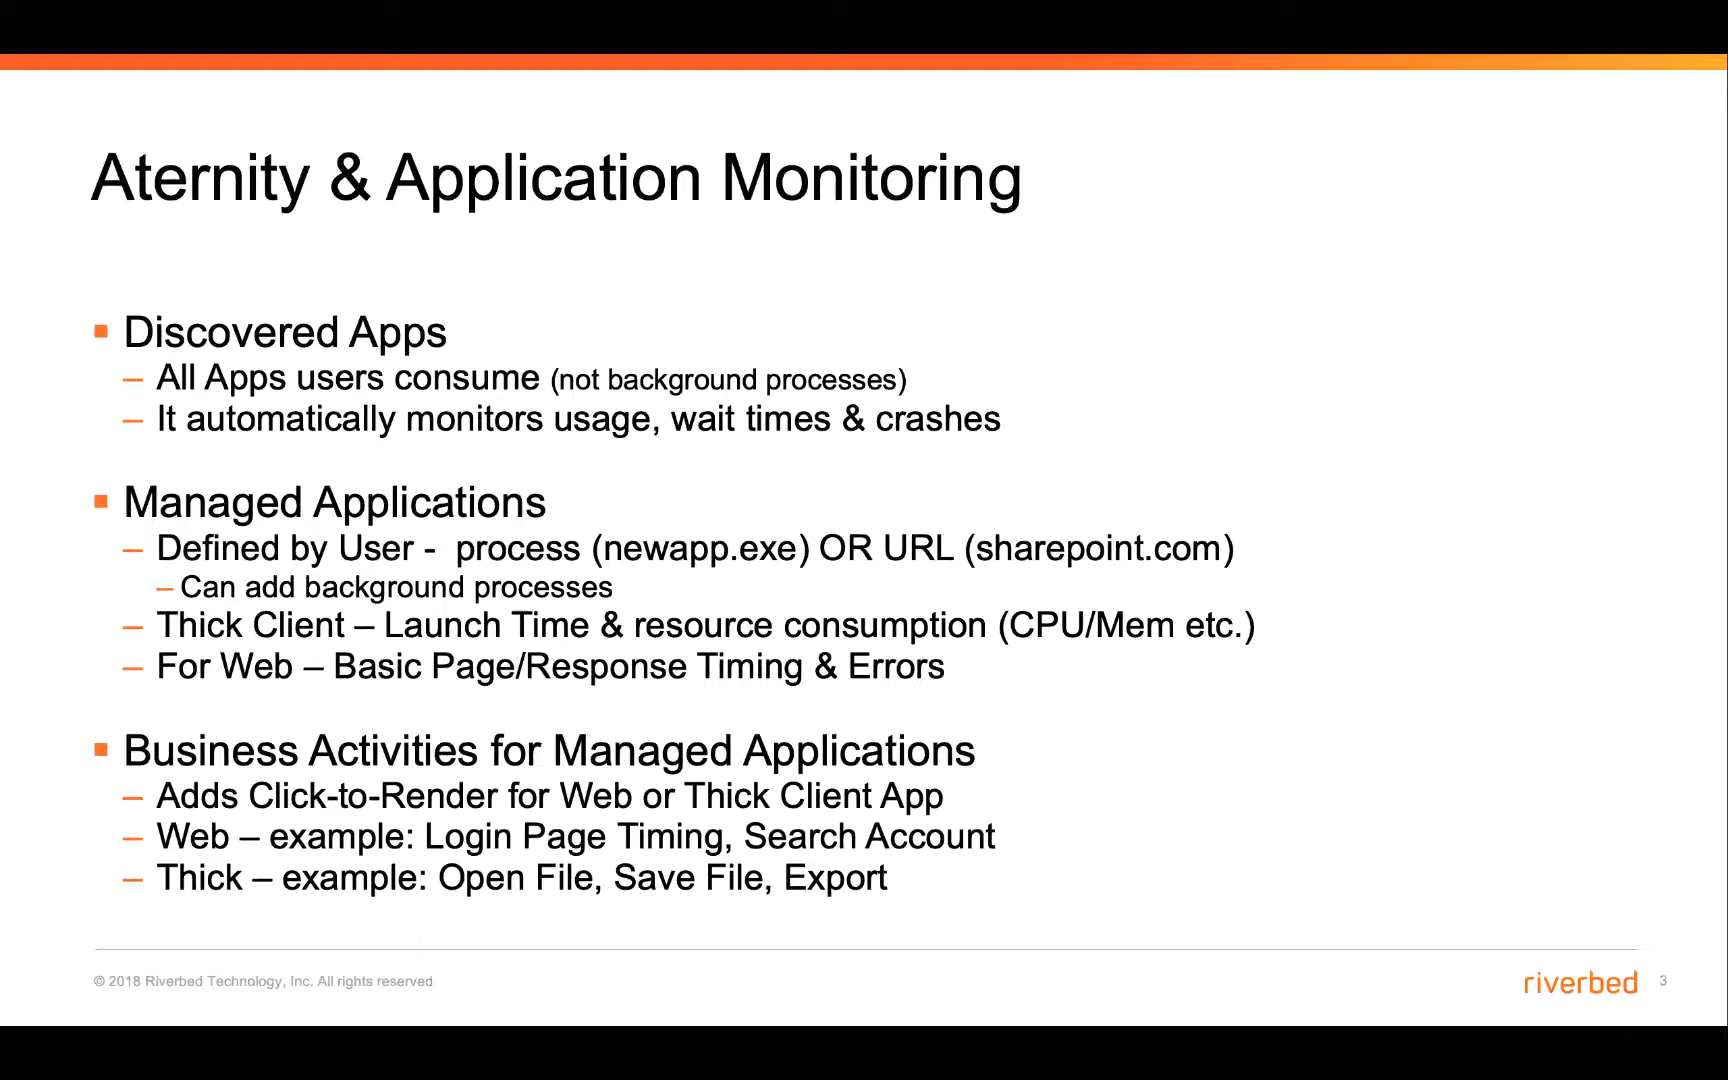 Aternity & Application Monitoring
▪ Discovered Apps
– All Apps users consume (not background processes)
– It automatically monitors usage, wait times & crashes
▪ Managed Applications
– Defined by User -  process (newapp.exe) OR URL (sharepoint.com)
– Can add background processes
– Thick Client – Launch Time & resource consumption (CPU/Mem etc.)
– For Web – Basic Page/Response Timing & Errors
▪ Business Activities for Managed Applications
– Adds Click-to-Render for Web or Thick Client App
– Web – example: Login Page Timing, Search Account
– Thick – example: Open File, Save File, Export
© 2018 Riverbed Technology, Inc. All rights reserved.
riverbed 3